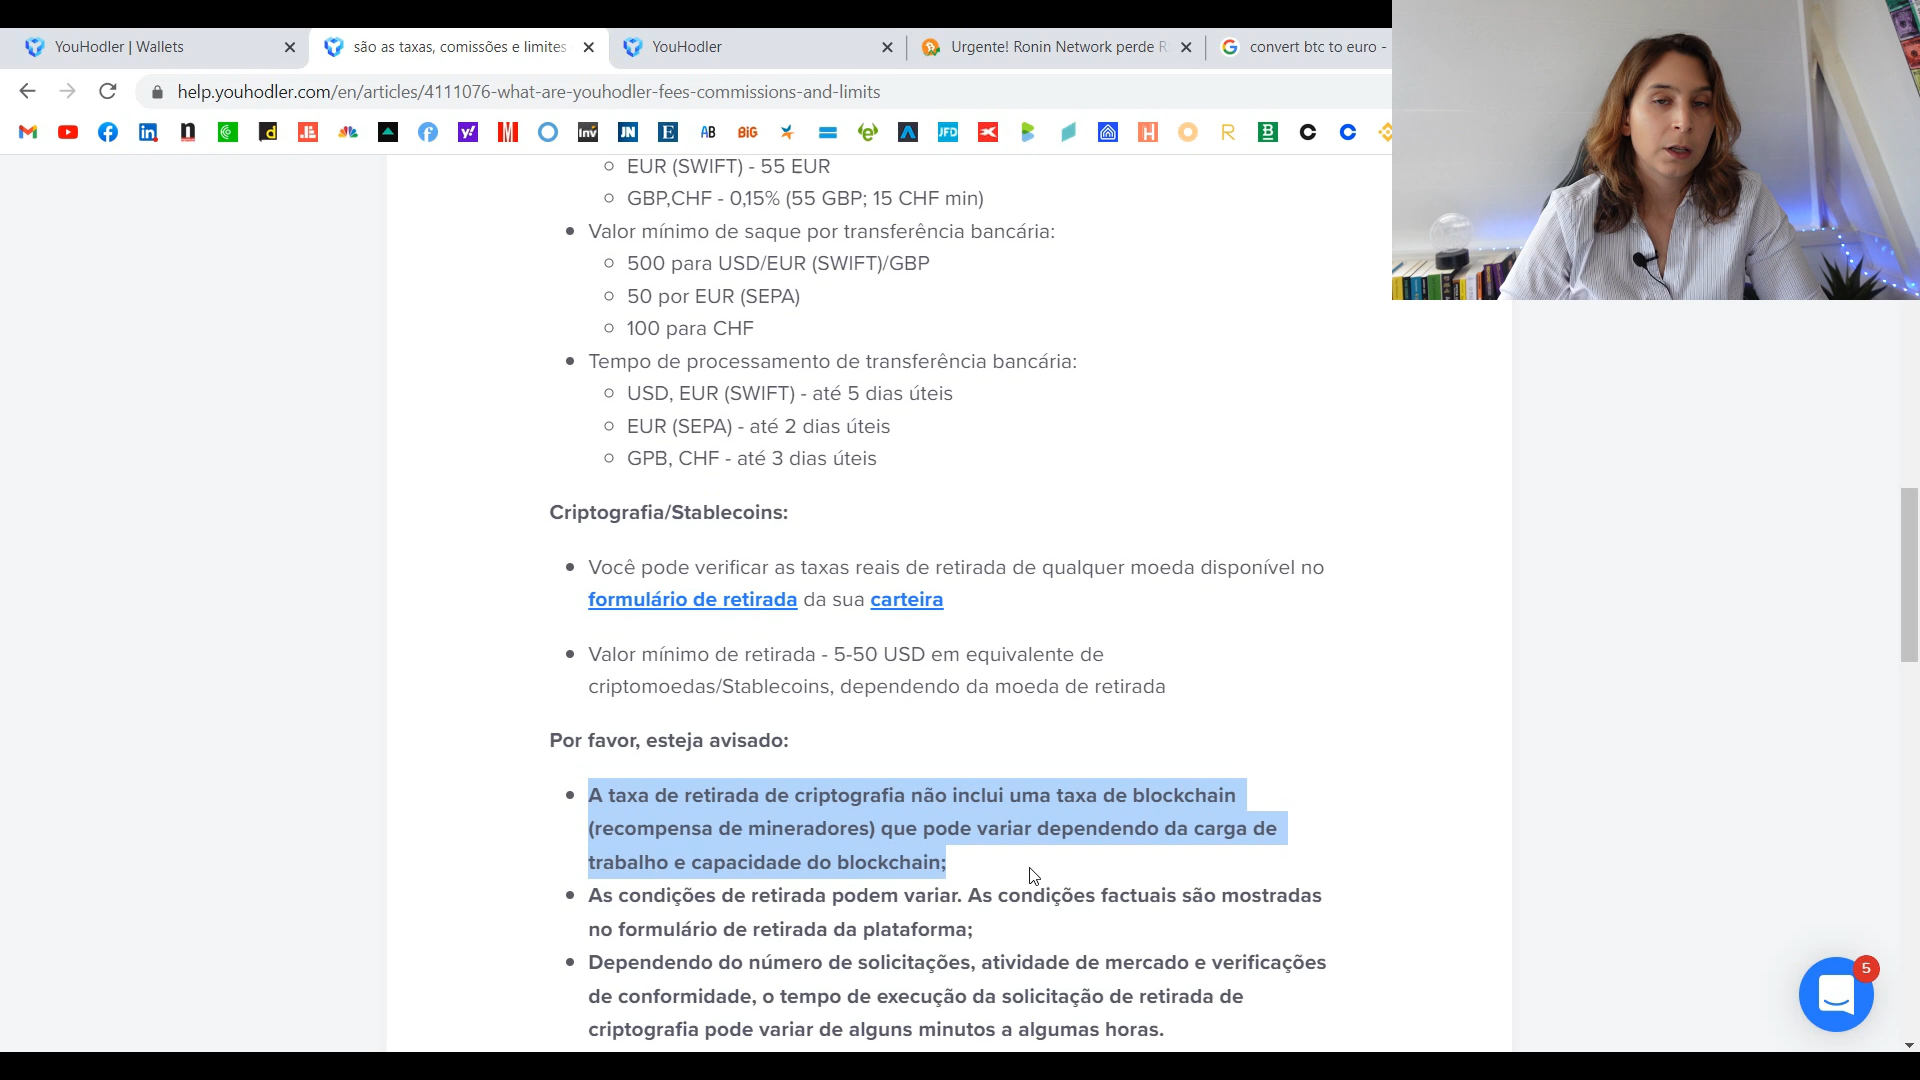 YouHodler | Wallets
são as taxas, comissões e limites
YouHodler
Urgente! Ronin Network perde R
convert btc to euro -
help.youhodler.com/en/articles/4111076-what-are-youhodler-fees-commissions-and-limits
Inv
JN
E
AB
BiG
JFD
H
R
EUR (SWIFT) - 55 EUR
GBP,CHF - 0,15% (55 GBP; 15 CHF min)
Valor mínimo de saque por transferência bancária:
500 para USD/EUR (SWIFT)/GBP
50 por EUR (SEPA)
100 para CHF
Tempo de processamento de transferência bancária:
USD, EUR (SWIFT) - até 5 dias úteis
EUR (SEPA) - até 2 dias úteis
GPB, CHF - até 3 dias úteis
Criptografia/Stablecoins:
Você pode verificar as taxas reais de retirada de qualquer moeda disponível no
formulário de retirada da sua carteira
Valor mínimo de retirada - 5-50 USD em equivalente de
criptomoedas/Stablecoins, dependendo da moeda de retirada
Por favor, esteja avisado:
A taxa de retirada de criptografia não inclui uma taxa de blockchain
(recompensa de mineradores) que pode variar dependendo da carga de
trabalho e capacidade do blockchain;
As condições de retirada podem variar. As condições factuais são mostradas
no formulário de retirada da plataforma;
Dependendo do número de solicitações, atividade de mercado e verificações
de conformidade, o tempo de execução da solicitação de retirada de
criptografia pode variar de alguns minutos a algumas horas.
5